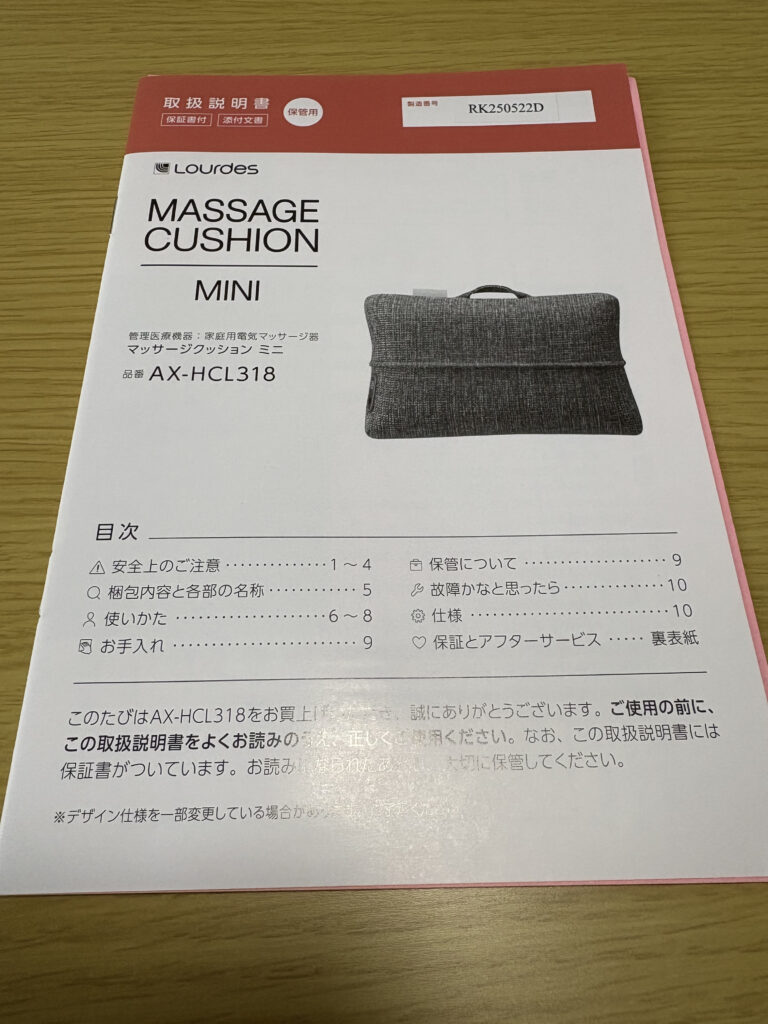 取扱説明書
保証書付 添付文書
保管用
製造番号 RK250522D
Lourdes
MASSAGE
CUSHION
MINI
管理医療機器:家庭用電気マッサージ器
マッサージクッション ミニ
品番 AX-HCL318
目次
安全上のご注意 ‥‥‥‥‥‥‥ 1〜4
梱包内容と各部の名称 ‥‥‥‥‥‥ 5
使いかた ‥‥‥‥‥‥‥‥‥‥ 6〜8
お手入れ ‥‥‥‥‥‥‥‥‥‥‥‥ 9
保管について ‥‥‥‥‥‥‥‥‥‥ 9
故障かなと思ったら ‥‥‥‥‥‥‥ 10
仕様 ‥‥‥‥‥‥‥‥‥‥‥‥‥‥ 10
保証とアフターサービス ‥‥ 裏表紙
このたびはAX-HCL318をお買上げ 誠にありがとうございます。ご使用の前に、
この取扱説明書をよくお読みのうえ、正しくご使用ください。なお、この取扱説明書には
保証書がついています。お読みになられたあ 大切に保管してください。
※デザイン仕様を一部変更している場合があ